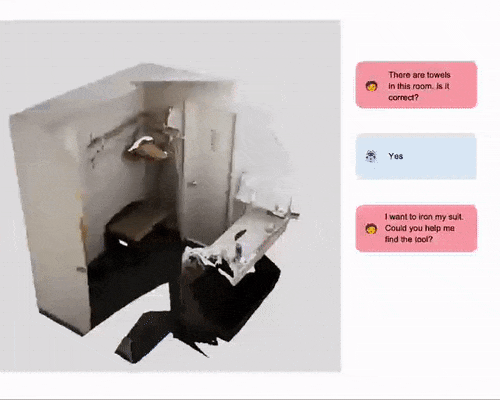 There are towels
in this room. Is it
correct?
Yes
I want to iron my suit.
Could you help me
find the tool?